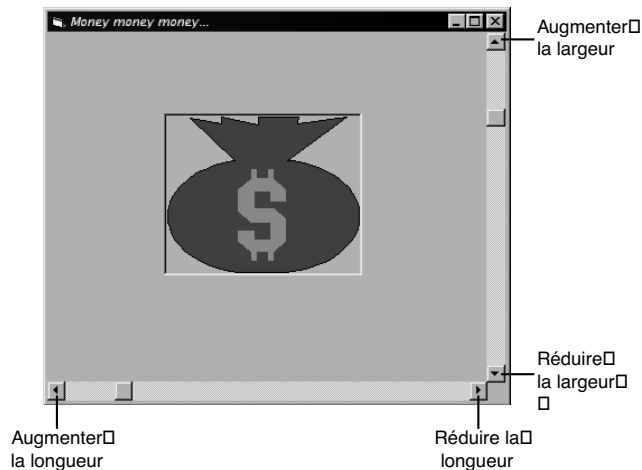 Money money money...
Augmenter
la largeur
$
Réduire
la largeur
Augmenter
la longueur
Réduire la
longueur